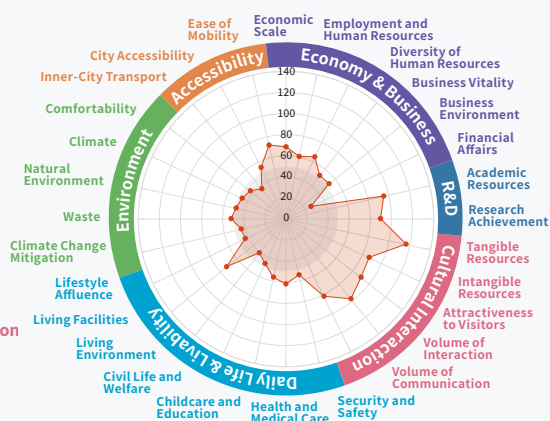 Economic
Scale
Employment and
Human Resources
Diversity of
Human Resources
Business Vitality
Business
Environment
Financial
Affairs
Academic
Resources
Research
Achievement
Tangible
Resources
Intangible
Resources
Attractiveness
to Visitors
Volume of
Interaction
Volume of
Communication
Security and
Safety
Health and
Medical Care
Childcare and
Education
Civil Life and
Welfare
Living
Environment
Living Facilities
Lifestyle
Affluence
Climate Change
Mitigation
Waste
Natural
Environment
Climate
Comfortability
Inner-City Transport
City Accessibility
Ease of
Mobility
Economy & Business
R&D
Cultural Interaction
Daily Life & Livability
Environment
Accessibility
140
120
100
80
60
40
20
0
on